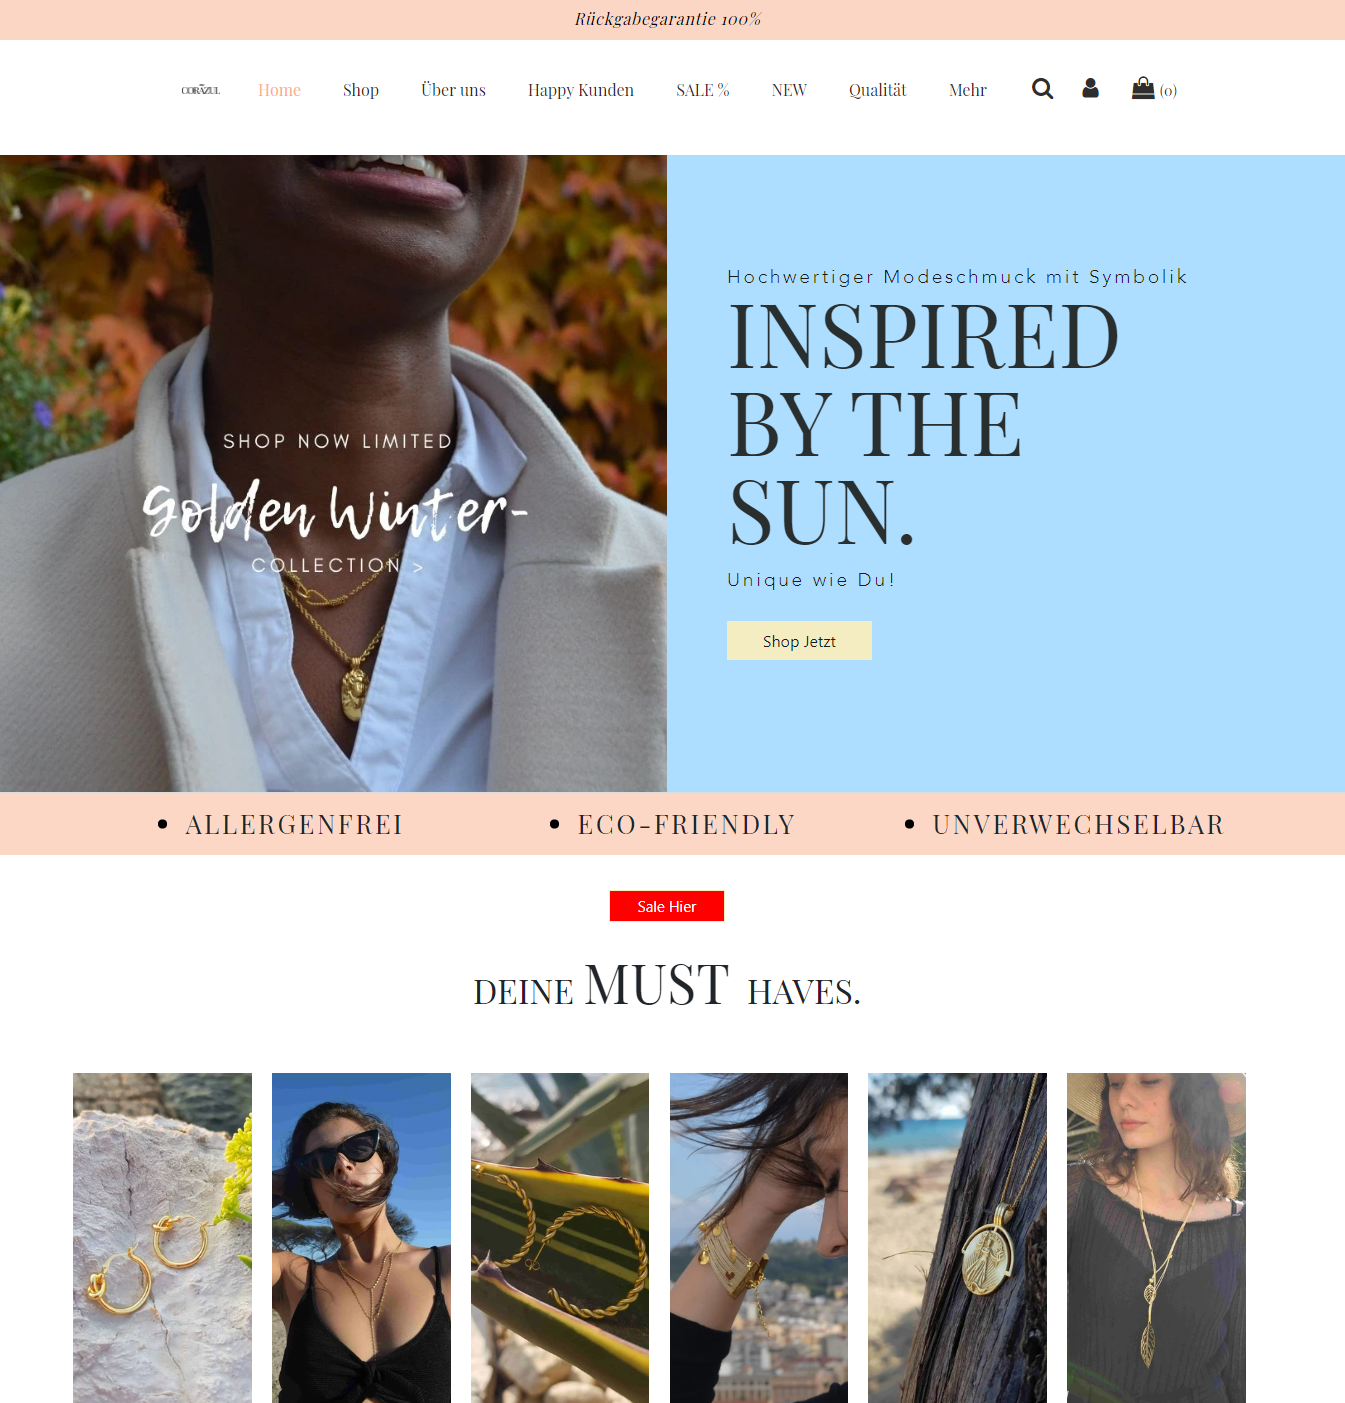 Rückgabegarantie 100%
CORAZUL Home Shop Über uns Happy Kunden SALE % NEW Qualität Mehr (0)
SHOP NOW LIMITED
Golden Winter-
COLLECTION >
Hochwertiger Modeschmuck mit Symbolik
INSPIRED
BY THE
SUN.
Unique wie Du!
Shop Jetzt
• ALLERGENFREI • ECO-FRIENDLY • UNVERWECHSELBAR
Sale Hier
DEINE MUST HAVES.